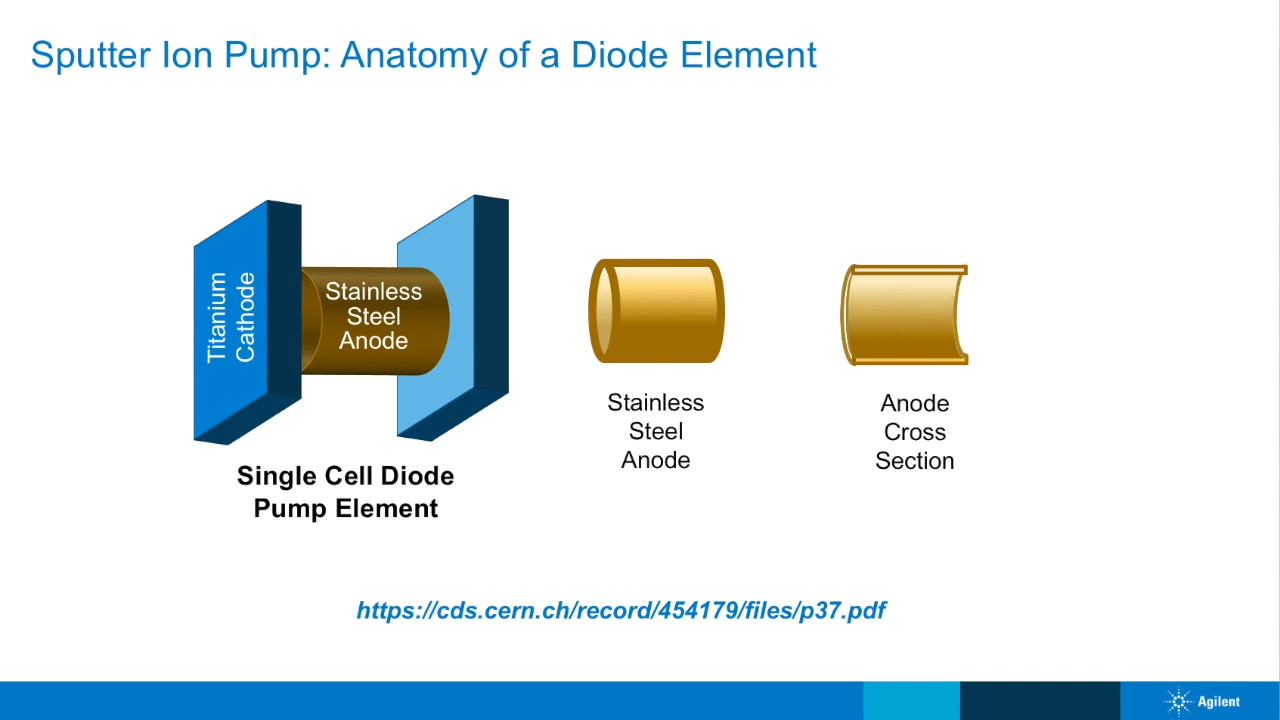 Sputter Ion Pump: Anatomy of a Diode Element
Titanium
Cathode
Stainless
Steel
Anode
Single Cell Diode
Pump Element
Stainless
Steel
Anode
Anode
Cross
Section
https://cds.cern.ch/record/454179/files/p37.pdf
Agilent